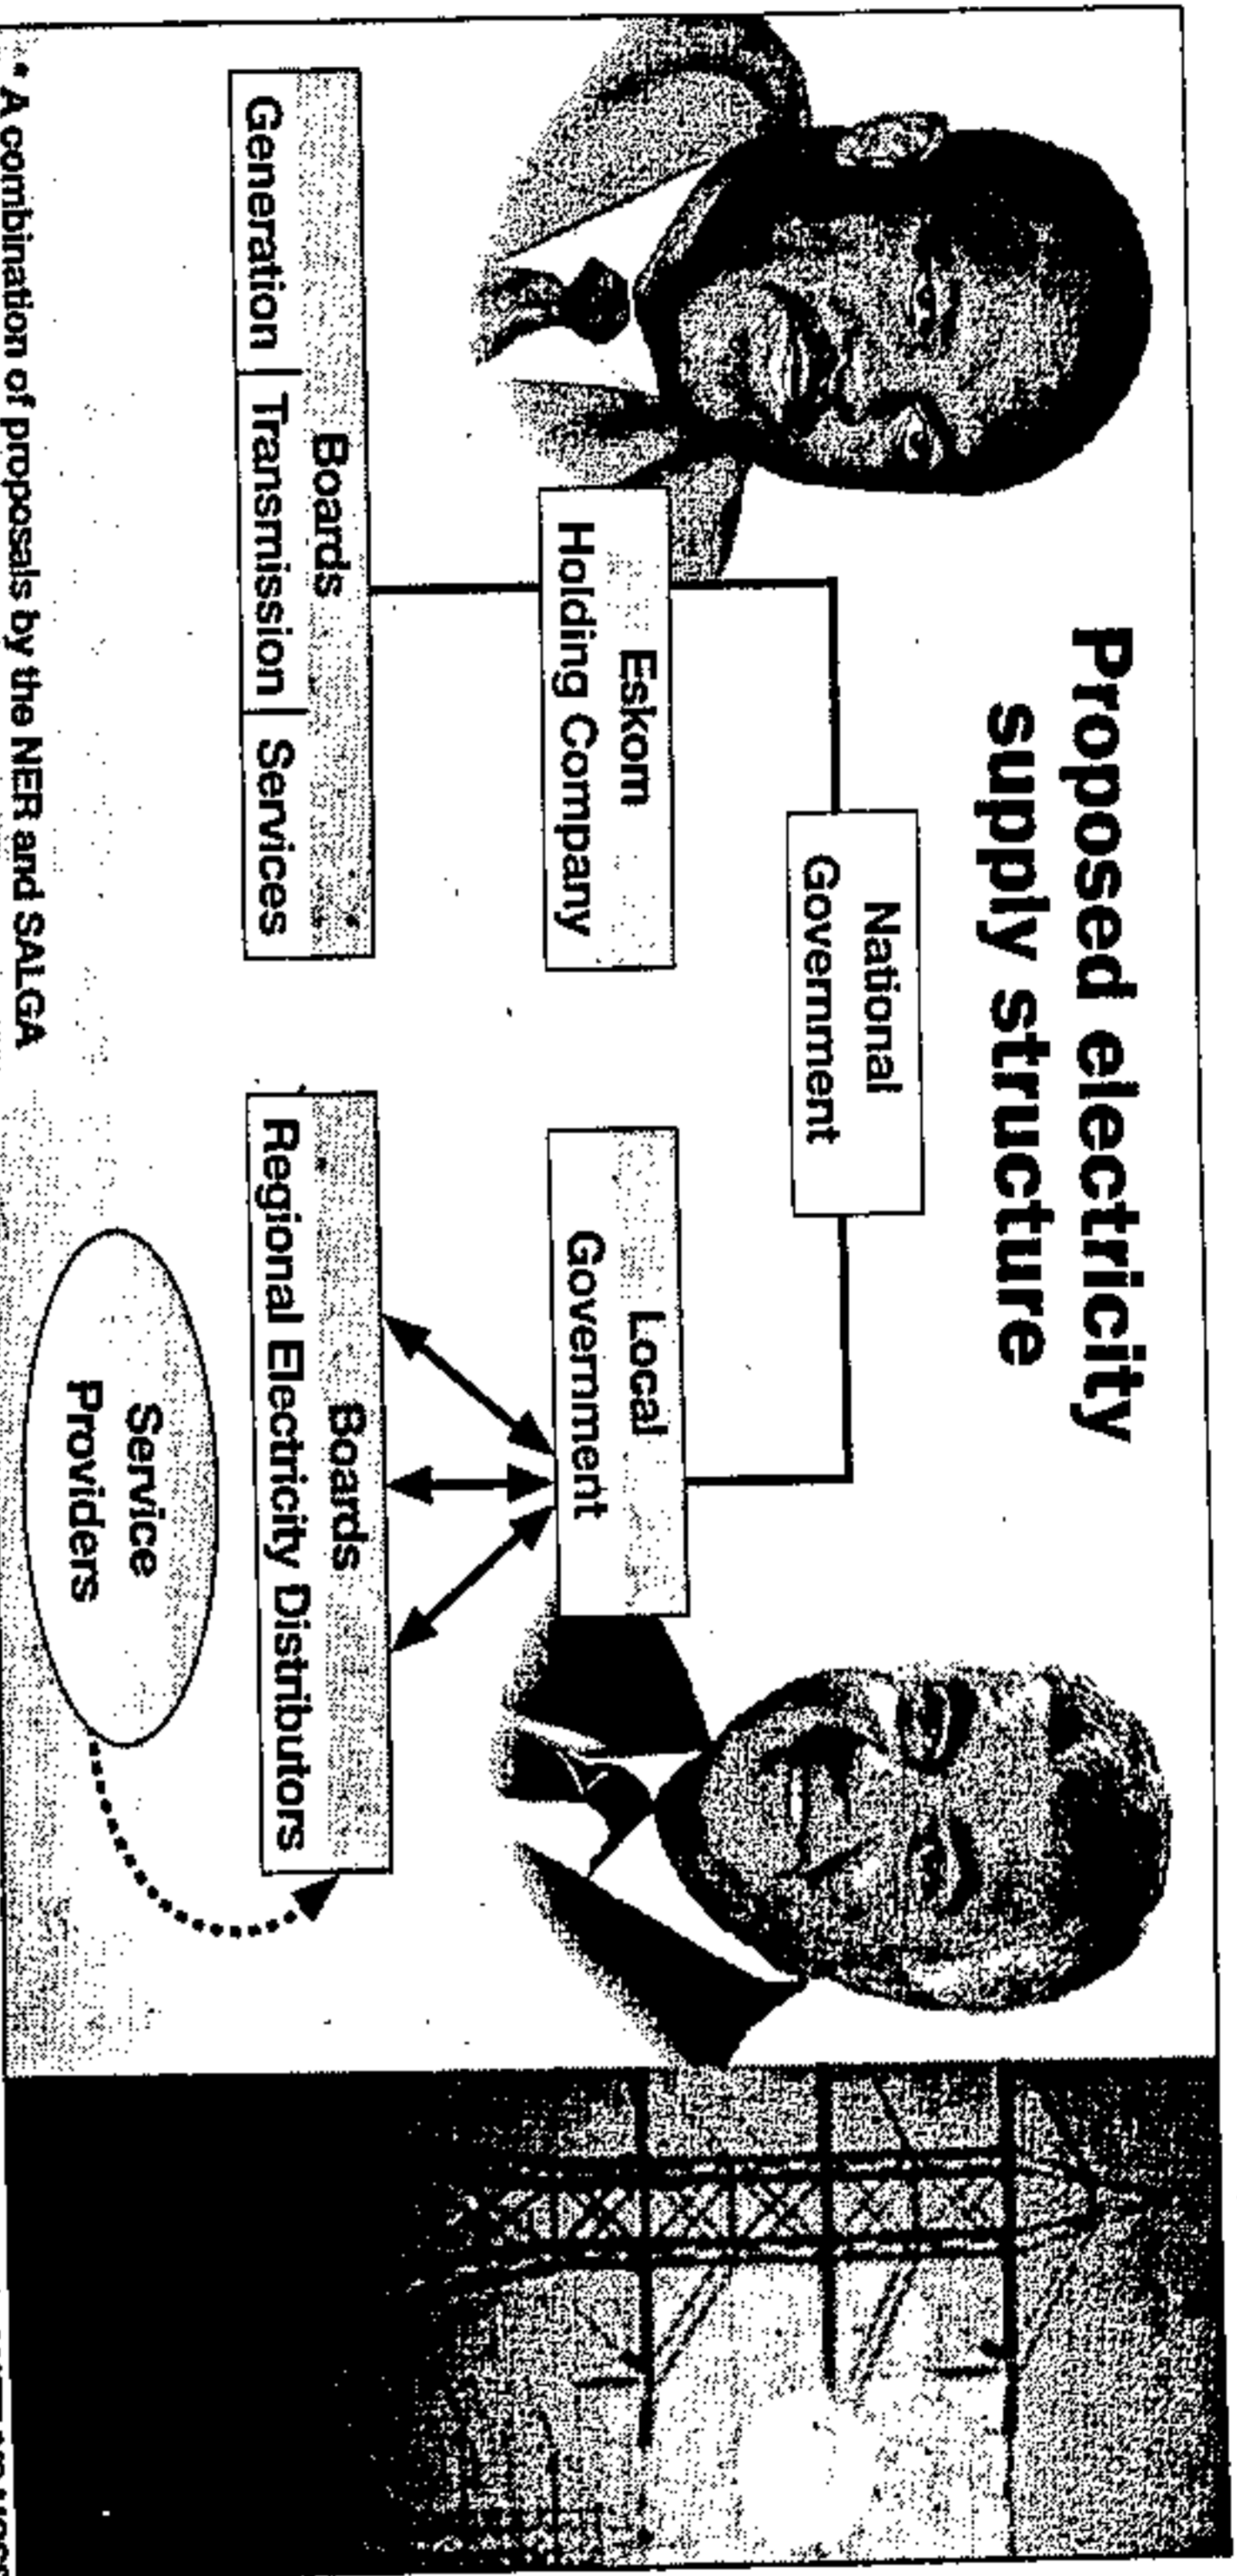 Proposed electricity
supply structure
National
Government
Eskom
Holding Company
Local
Government
Boards
Generation
Transmission
Services
Boards
Regional Electricity Distributors
Service
Providers
* A combination of proposals by the NER and SALGA